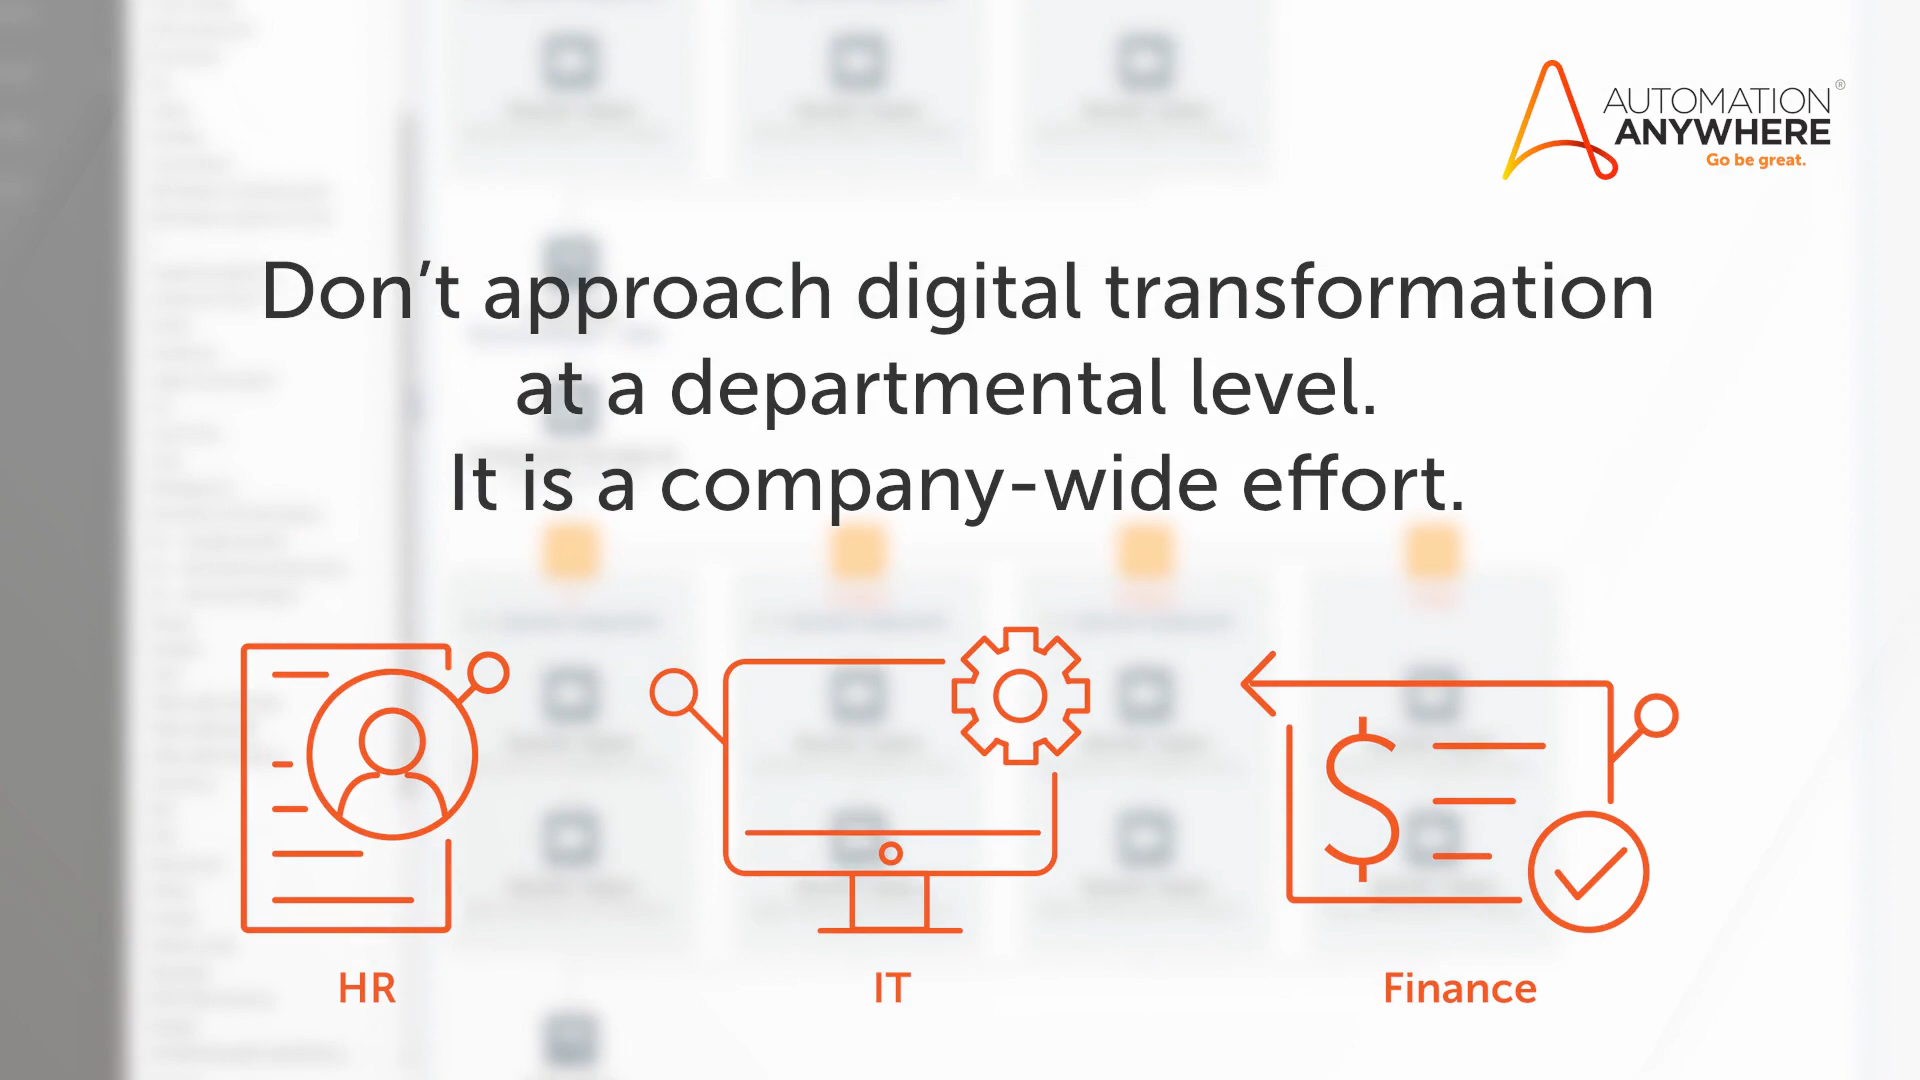 AUTOMATION®
ANYWHERE
Go be great.
Don’t approach digital transformation
at a departmental level.
It is a company-wide effort.
HR
IT
Finance